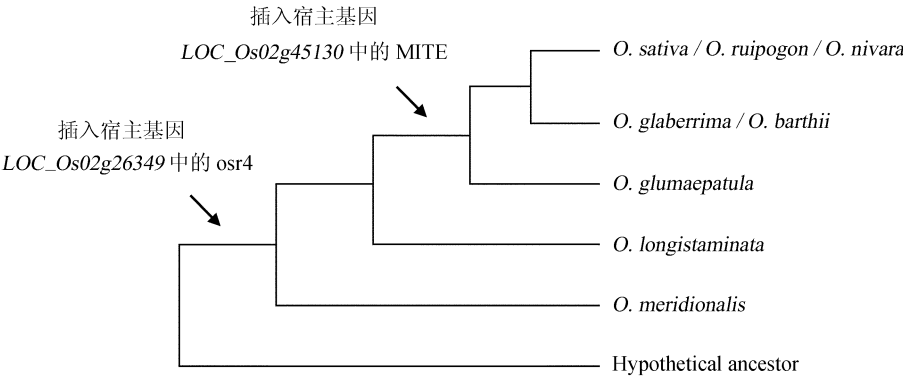 插入宿主基因
LOC_Os02g45130 中的 MITE
插入宿主基因
LOC_Os02g26349 中的 osr4
O. sativa / O. ruipogon / O. nivara
O. glaberrima / O. barthii
O. glumaepatula
O. longistaminata
O. meridionalis
Hypothetical ancestor